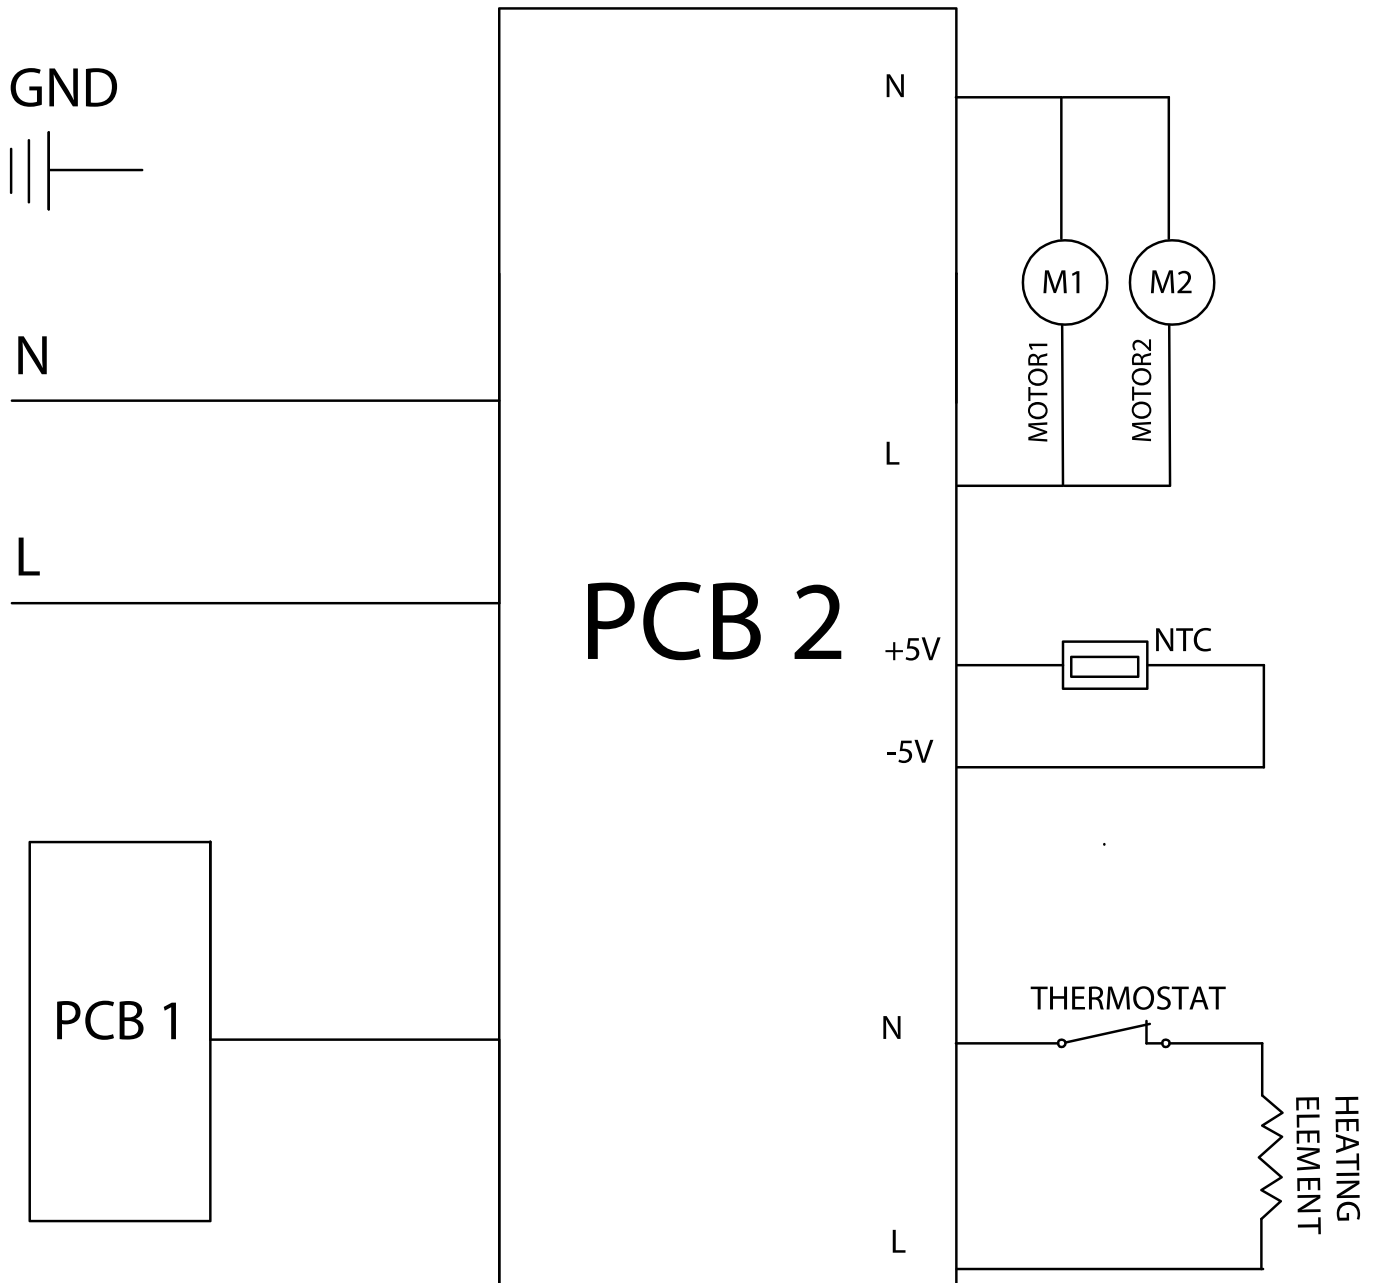 GND
N
L
PCB 1
PCB 2
N
L
+5V
-5V
N
L
M1
M2
MOTOR1
MOTOR2
NTC
THERMOSTAT
HEATING
ELEMENT